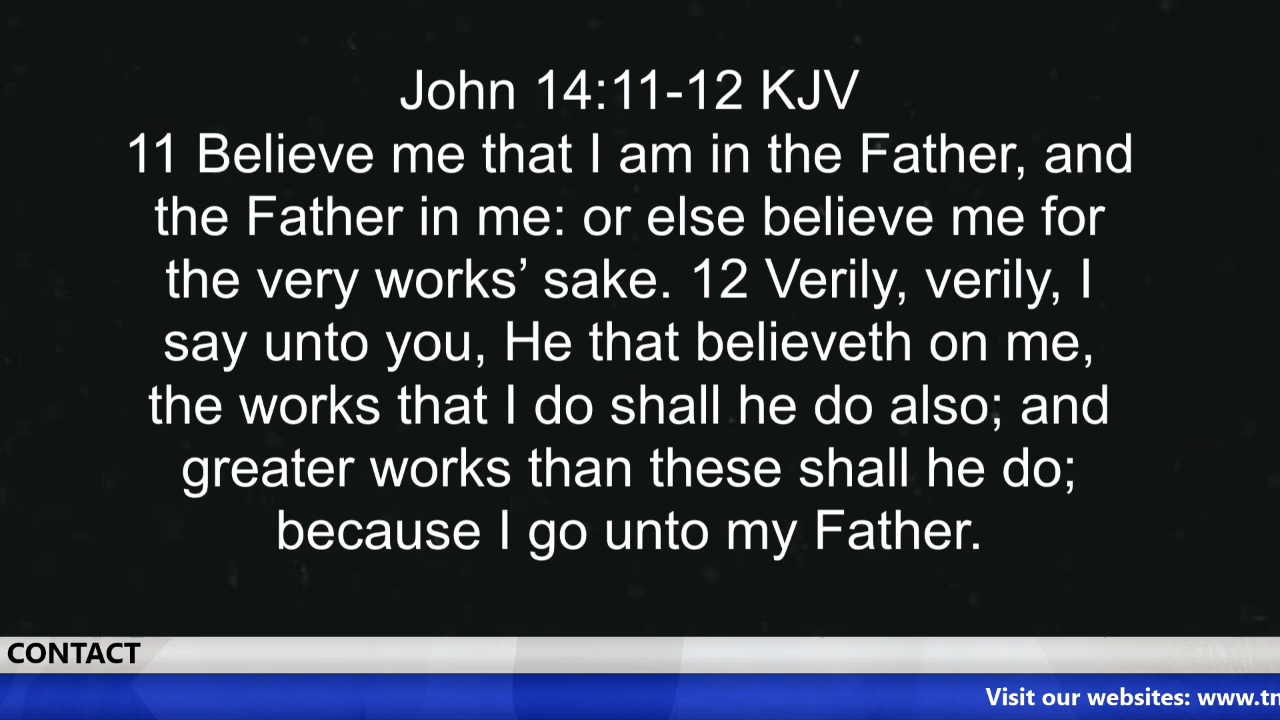 John 14:11-12 KJV
11 Believe me that I am in the Father, and
the Father in me: or else believe me for
the very works’ sake. 12 Verily, verily, I
say unto you, He that believeth on me,
the works that I do shall he do also; and
greater works than these shall he do;
because I go unto my Father.
CONTACT
Visit our websites: